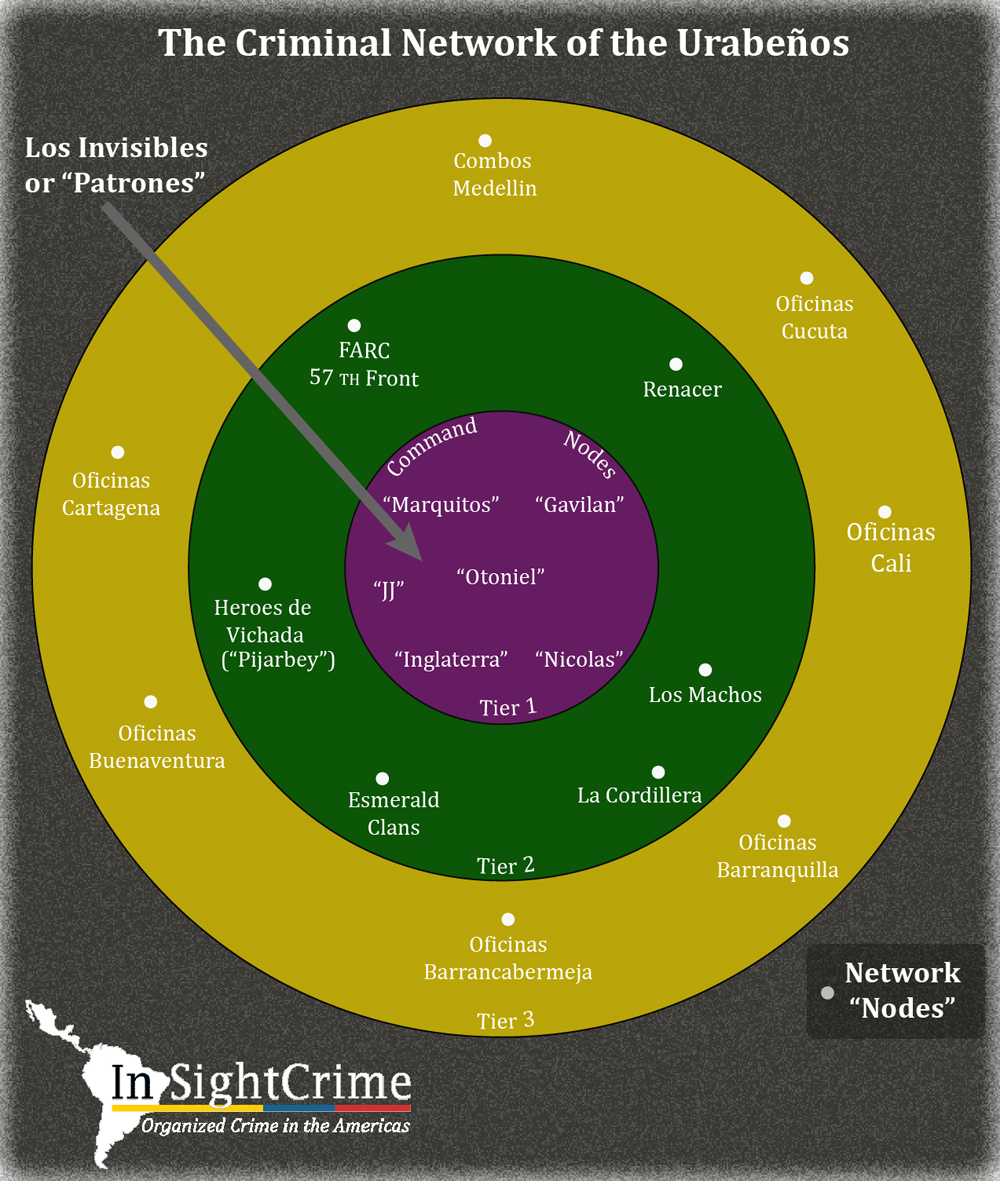 The Criminal Network of the Urabeños
Los Invisibles
or “Patrones”
Combos
Medellin
Oficinas
Cucuta
FARC
57 TH Front
Renacer
Command
Nodes
Oficinas
Cartagena
“Marquitos”
“Gavilan”
Oficinas
Cali
“JJ”
“Otoniel”
Heroes de
Vichada
(“Pijarbey”)
“Inglaterra”
“Nicolas”
Los Machos
Tier 1
Oficinas
Buenaventura
Esmerald
Clans
La Cordillera
Oficinas
Barranquilla
Tier 2
Oficinas
Barrancabermeja
Tier 3
Network
“Nodes”
InSightCrime
Organized Crime in the Americas